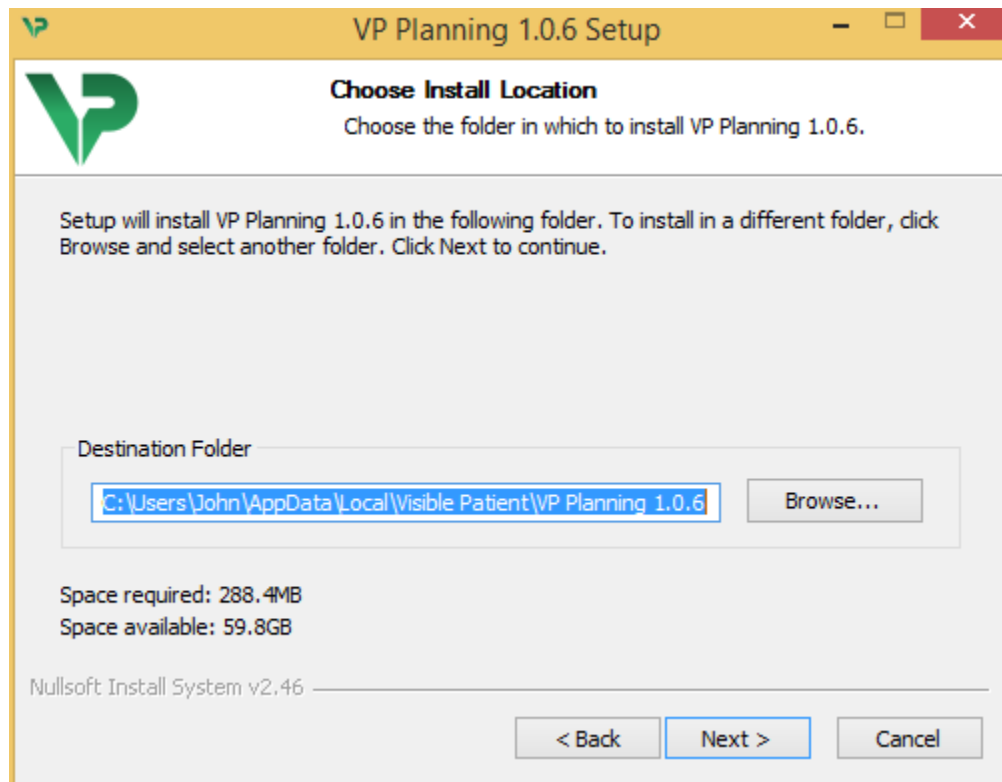 VP Planning 1.0.6 Setup
VP
Choose Install Location
Choose the folder in which to install VP Planning 1.0.6.
Setup will install VP Planning 1.0.6 in the following folder. To install in a different folder, click
Browse and select another folder. Click Next to continue.
Destination Folder
C:\Users\John\AppData\Local\Visible Patient\VP Planning 1.0.6
Browse...
Space required: 288.4MB
Space available: 59.8GB
Nullsoft Install System v2.46
< Back
Next >
Cancel